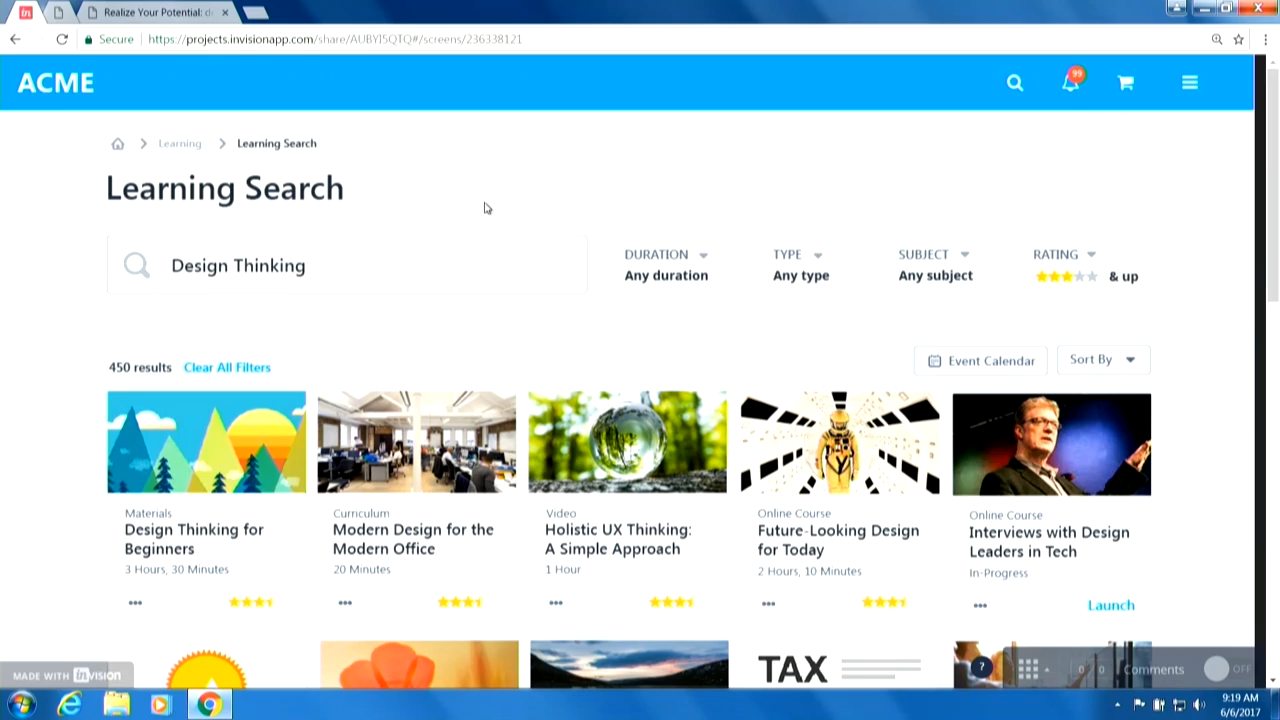 in
Realize Your Potential: d
Secure
https://projects.invisionapp.com/share/AUBYI5QTQ#/screens/236338121
ACME
99
Learning
Learning Search
Learning Search
Design Thinking
DURATION
Any duration
TYPE
Any type
SUBJECT
Any subject
RATING
& up
450 results
Clear All Filters
Event Calendar
Sort By
Materials
Design Thinking for
Beginners
3 Hours, 30 Minutes
Curriculum
Modern Design for the
Modern Office
20 Minutes
Video
Holistic UX Thinking:
A Simple Approach
1 Hour
Online Course
Future-Looking Design
for Today
2 Hours, 10 Minutes
Online Course
Interviews with Design
Leaders in Tech
In-Progress
Launch
TAX
MADE WITH invision
?
0 / 0
Comments
OFF
9:19 AM
6/6/2017